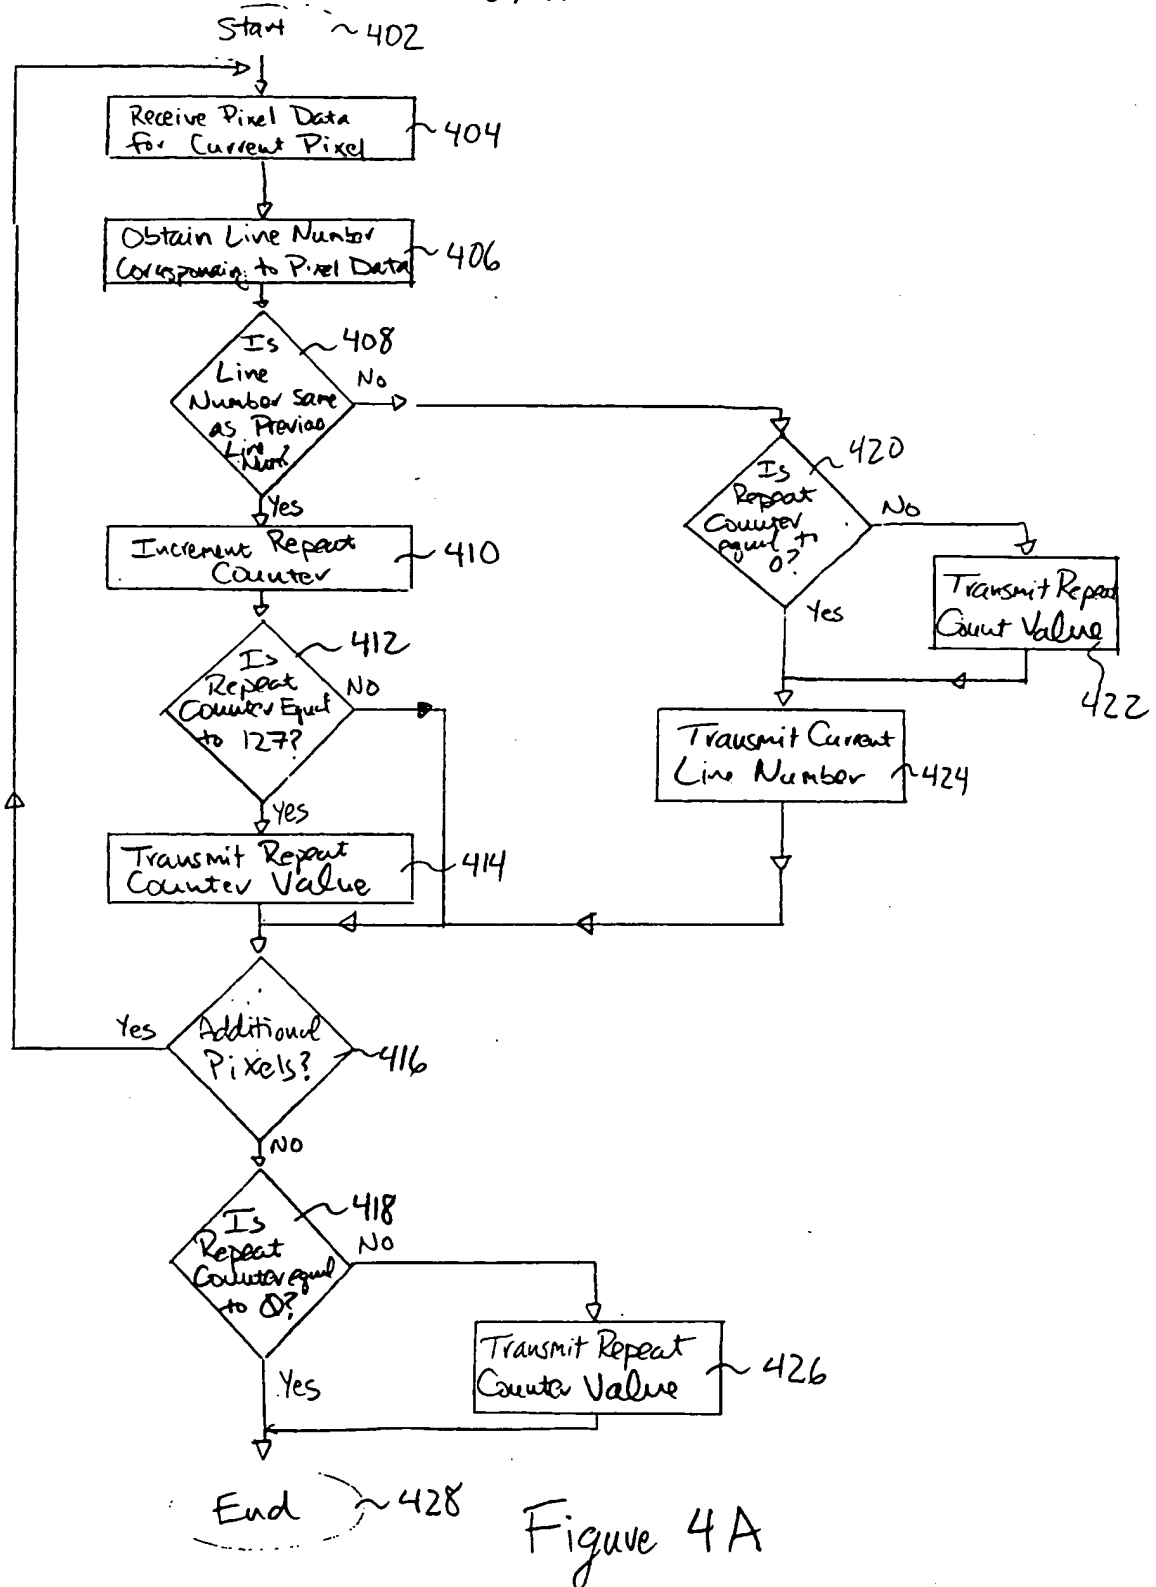 Start ~ 402
Receive Pixel Data
for Current Pixel
404
Obtain Line Number
to Pixel Data
406
Is
Line
Number Same
as
Line
Num?
408
No
Yes
Increment Repeat
Counter
410
Is
Repeat
Counter Equal
to 127?
412
No
Yes
Transmit Repeat
Counter Value
414
Is
Repeat
Counter
equal to
0?
420
No
Yes
Transmit Repeat
Count Value
422
Transmit Current
Line Number
424
Additional
Pixels?
416
Yes
No
Is
Repeat
Counter equal
to 0?
418
No
Yes
Transmit Repeat
Counter Value
426
End ~ 428
Figure 4A